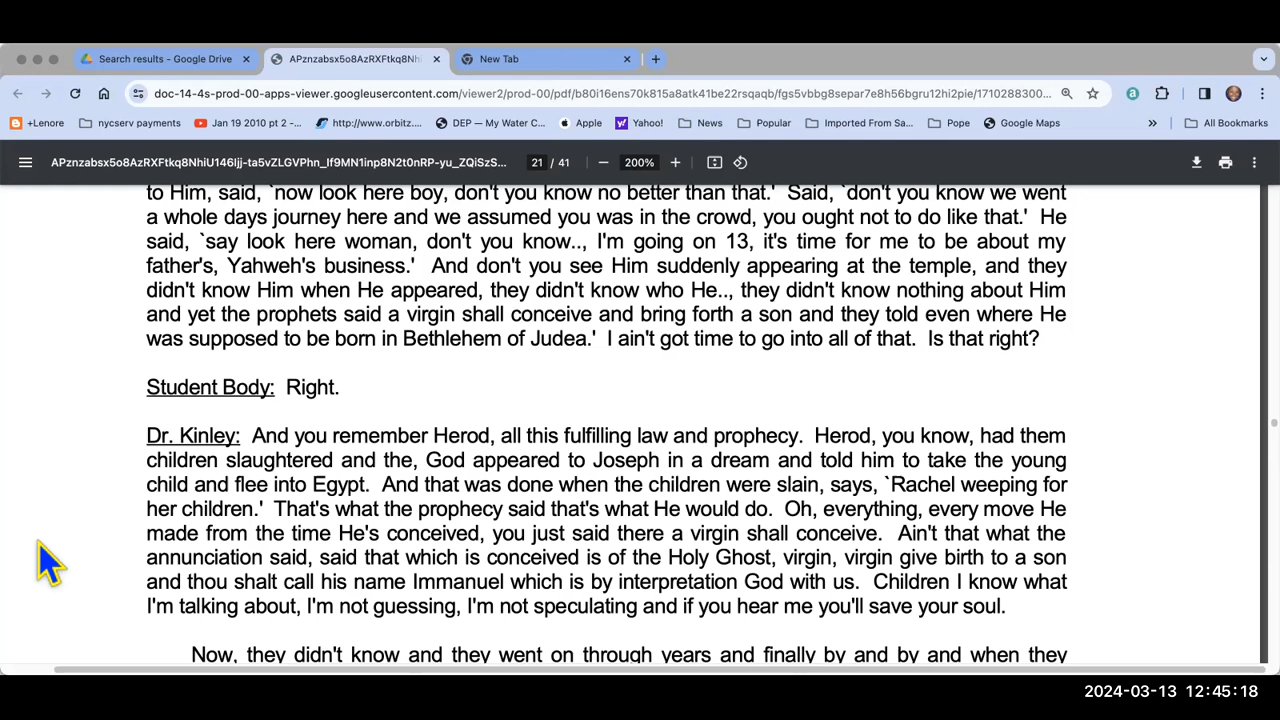 Search results - Google Drive
APznzabsx5o8AzRXFtkq8Nh
New Tab
doc-14-4s-prod-00-apps-viewer.googleusercontent.com/viewer2/prod-00/pdf/b80i16ens70k815a8atk41be22rsqaqb/fgs5vbbg8separ7e8h56bgru12hi2pie/1710288300...
+Lenore
nycserv payments
Jan 19 2010 pt 2 -...
http://www.orbitz....
DEP — My Water C...
Apple
Yahoo!
News
Popular
Imported From Sa...
Pope
Google Maps
All Bookmarks
21 / 41
200%
to Him, said, `now look here boy, don't you know no better than that.' Said, `don't you know we went
a whole days journey here and we assumed you was in the crowd, you ought not to do like that.' He
said, `say look here woman, don't you know.., I'm going on 13, it's time for me to be about my
father's, Yahweh's business.' And don't you see Him suddenly appearing at the temple, and they
didn't know Him when He appeared, they didn't know who He.., they didn't know nothing about Him
and yet the prophets said a virgin shall conceive and bring forth a son and they told even where He
was supposed to be born in Bethlehem of Judea.' I ain't got time to go into all of that. Is that right?
Student Body: Right.
Dr. Kinley: And you remember Herod, all this fulfilling law and prophecy. Herod, you know, had them
children slaughtered and the, God appeared to Joseph in a dream and told him to take the young
child and flee into Egypt. And that was done when the children were slain, says, `Rachel weeping for
her children.' That's what the prophecy said that's what He would do. Oh, everything, every move He
made from the time He's conceived, you just said there a virgin shall conceive. Ain't that what the
annunciation said, said that which is conceived is of the Holy Ghost, virgin, virgin give birth to a son
and thou shalt call his name Immanuel which is by interpretation God with us. Children I know what
I'm talking about, I'm not guessing, I'm not speculating and if you hear me you'll save your soul.
Now, they didn't know and they went on through years and finally by and by and when they
2024-03-13 12:45:18